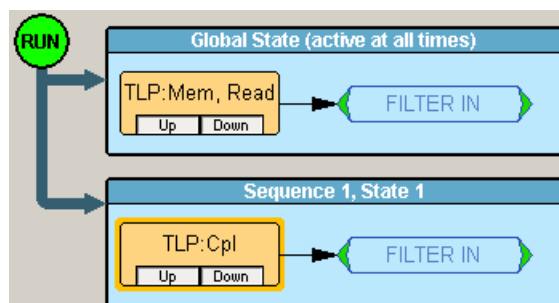 RUN
Global State (active at all times)
TLP:Mem, Read
Up Down
FILTER IN
Sequence 1, State 1
TLP:Cpl
Up Down
FILTER IN